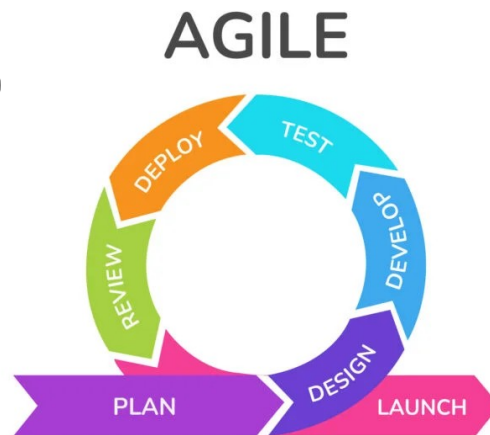 AGILE
PLAN
DESIGN
DEVELOP
TEST
DEPLOY
REVIEW
LAUNCH